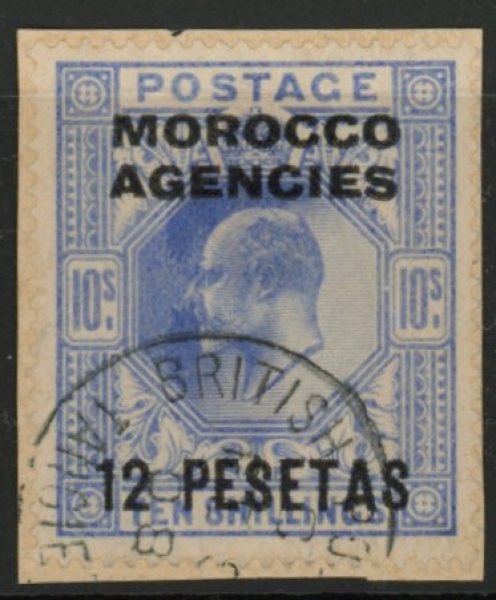 POSTAGE
MOROCCO
AGENCIES
10S. 10S.
BRITISH
12 PESETAS
TEN SHILLINGS